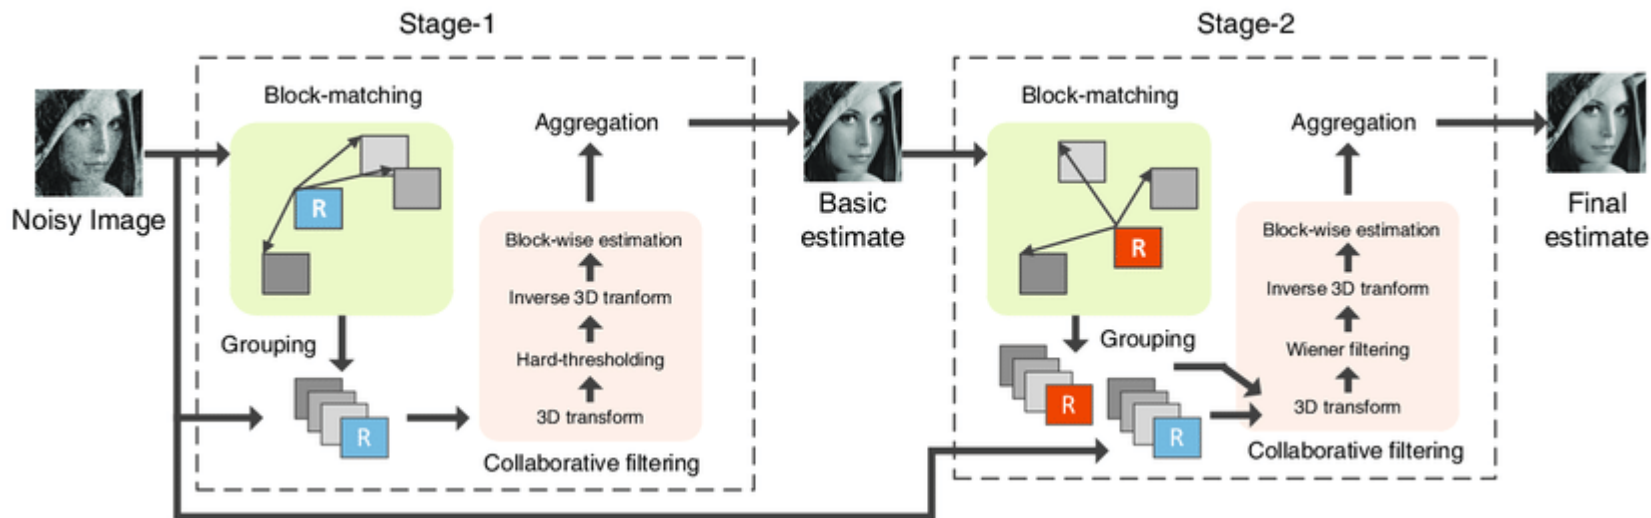 Stage-1
Block-matching
Aggregation
R
Noisy Image
Block-wise estimation
Inverse 3D tranform
Grouping
Hard-thresholding
3D transform
R
Collaborative filtering
Basic
estimate
Stage-2
Block-matching
Aggregation
R
Block-wise estimation
Inverse 3D tranform
Grouping
Wiener filtering
R
R
3D transform
Collaborative filtering
Final
estimate